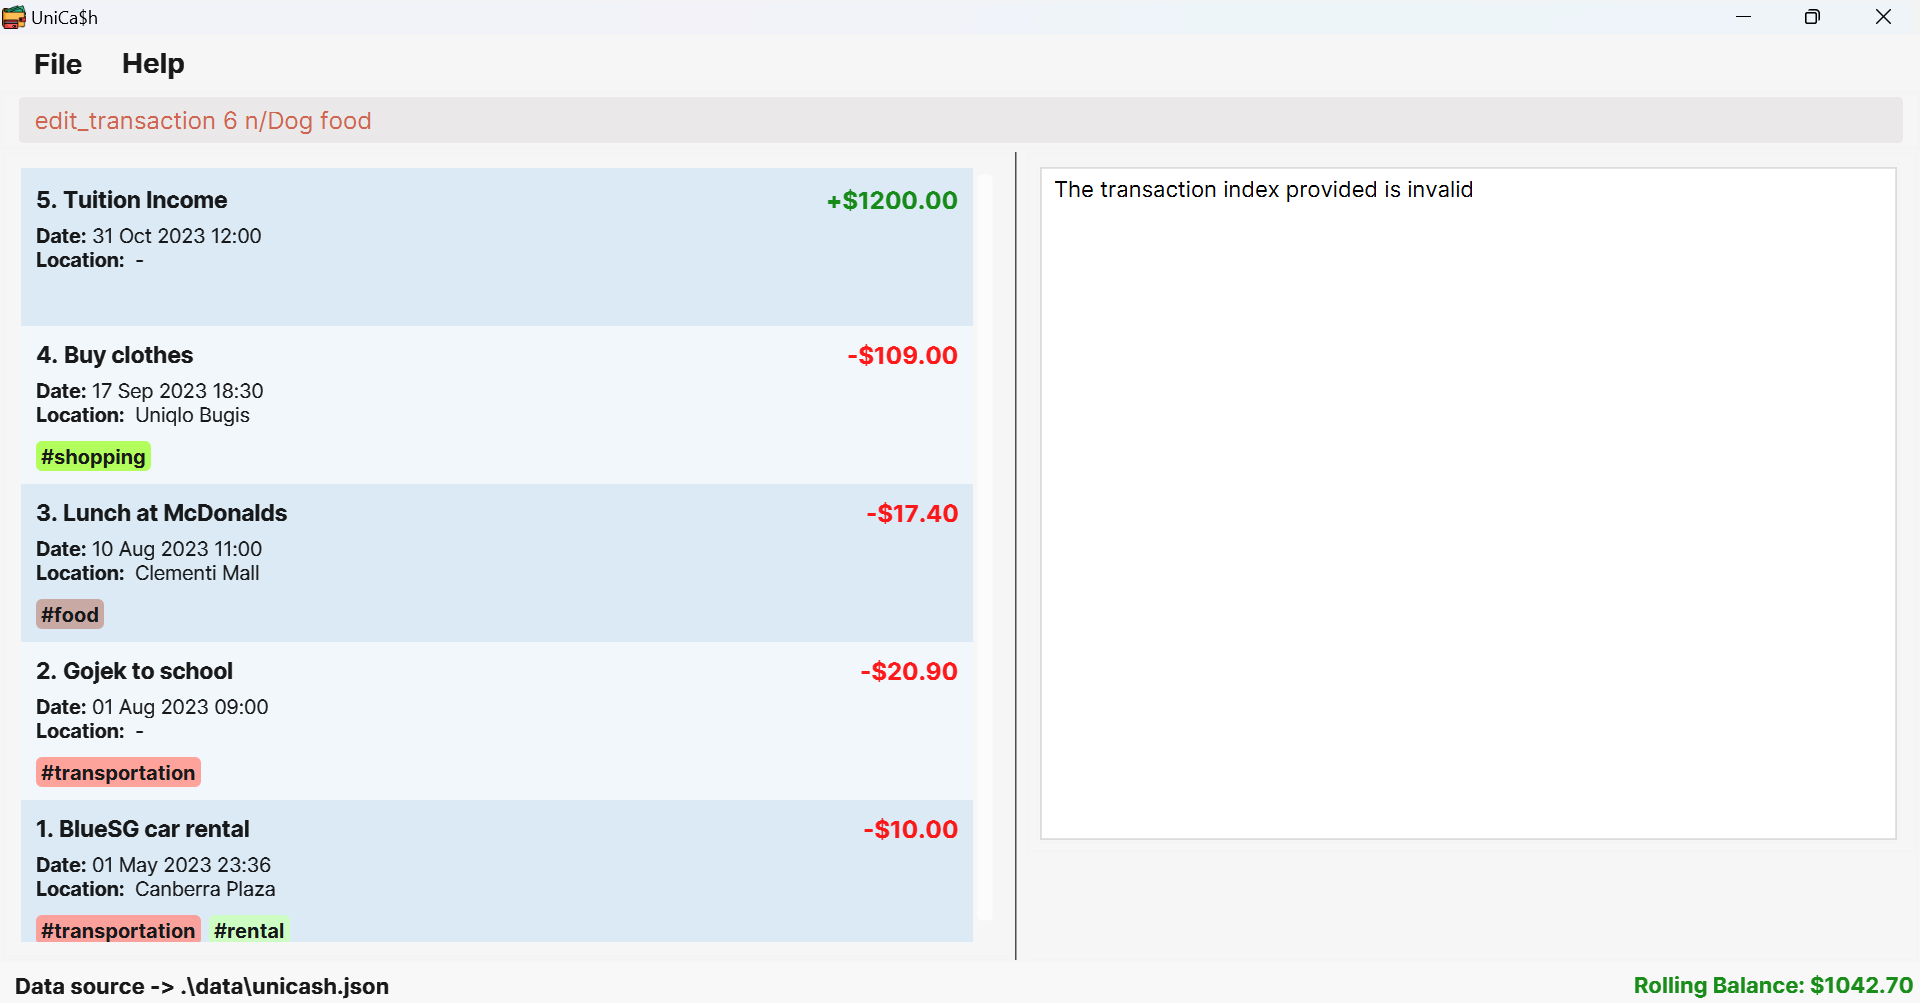 UniCa$h
File Help
edit_transaction 6 n/Dog food
5. Tuition Income +$1200.00
Date: 31 Oct 2023 12:00
Location: -
4. Buy clothes -$109.00
Date: 17 Sep 2023 18:30
Location: Uniqlo Bugis
#shopping
3. Lunch at McDonalds -$17.40
Date: 10 Aug 2023 11:00
Location: Clementi Mall
#food
2. Gojek to school -$20.90
Date: 01 Aug 2023 09:00
Location: -
#transportation
1. BlueSG car rental -$10.00
Date: 01 May 2023 23:36
Location: Canberra Plaza
#transportation #rental
The transaction index provided is invalid
Data source -> .\data\unicash.json
Rolling Balance: $1042.70